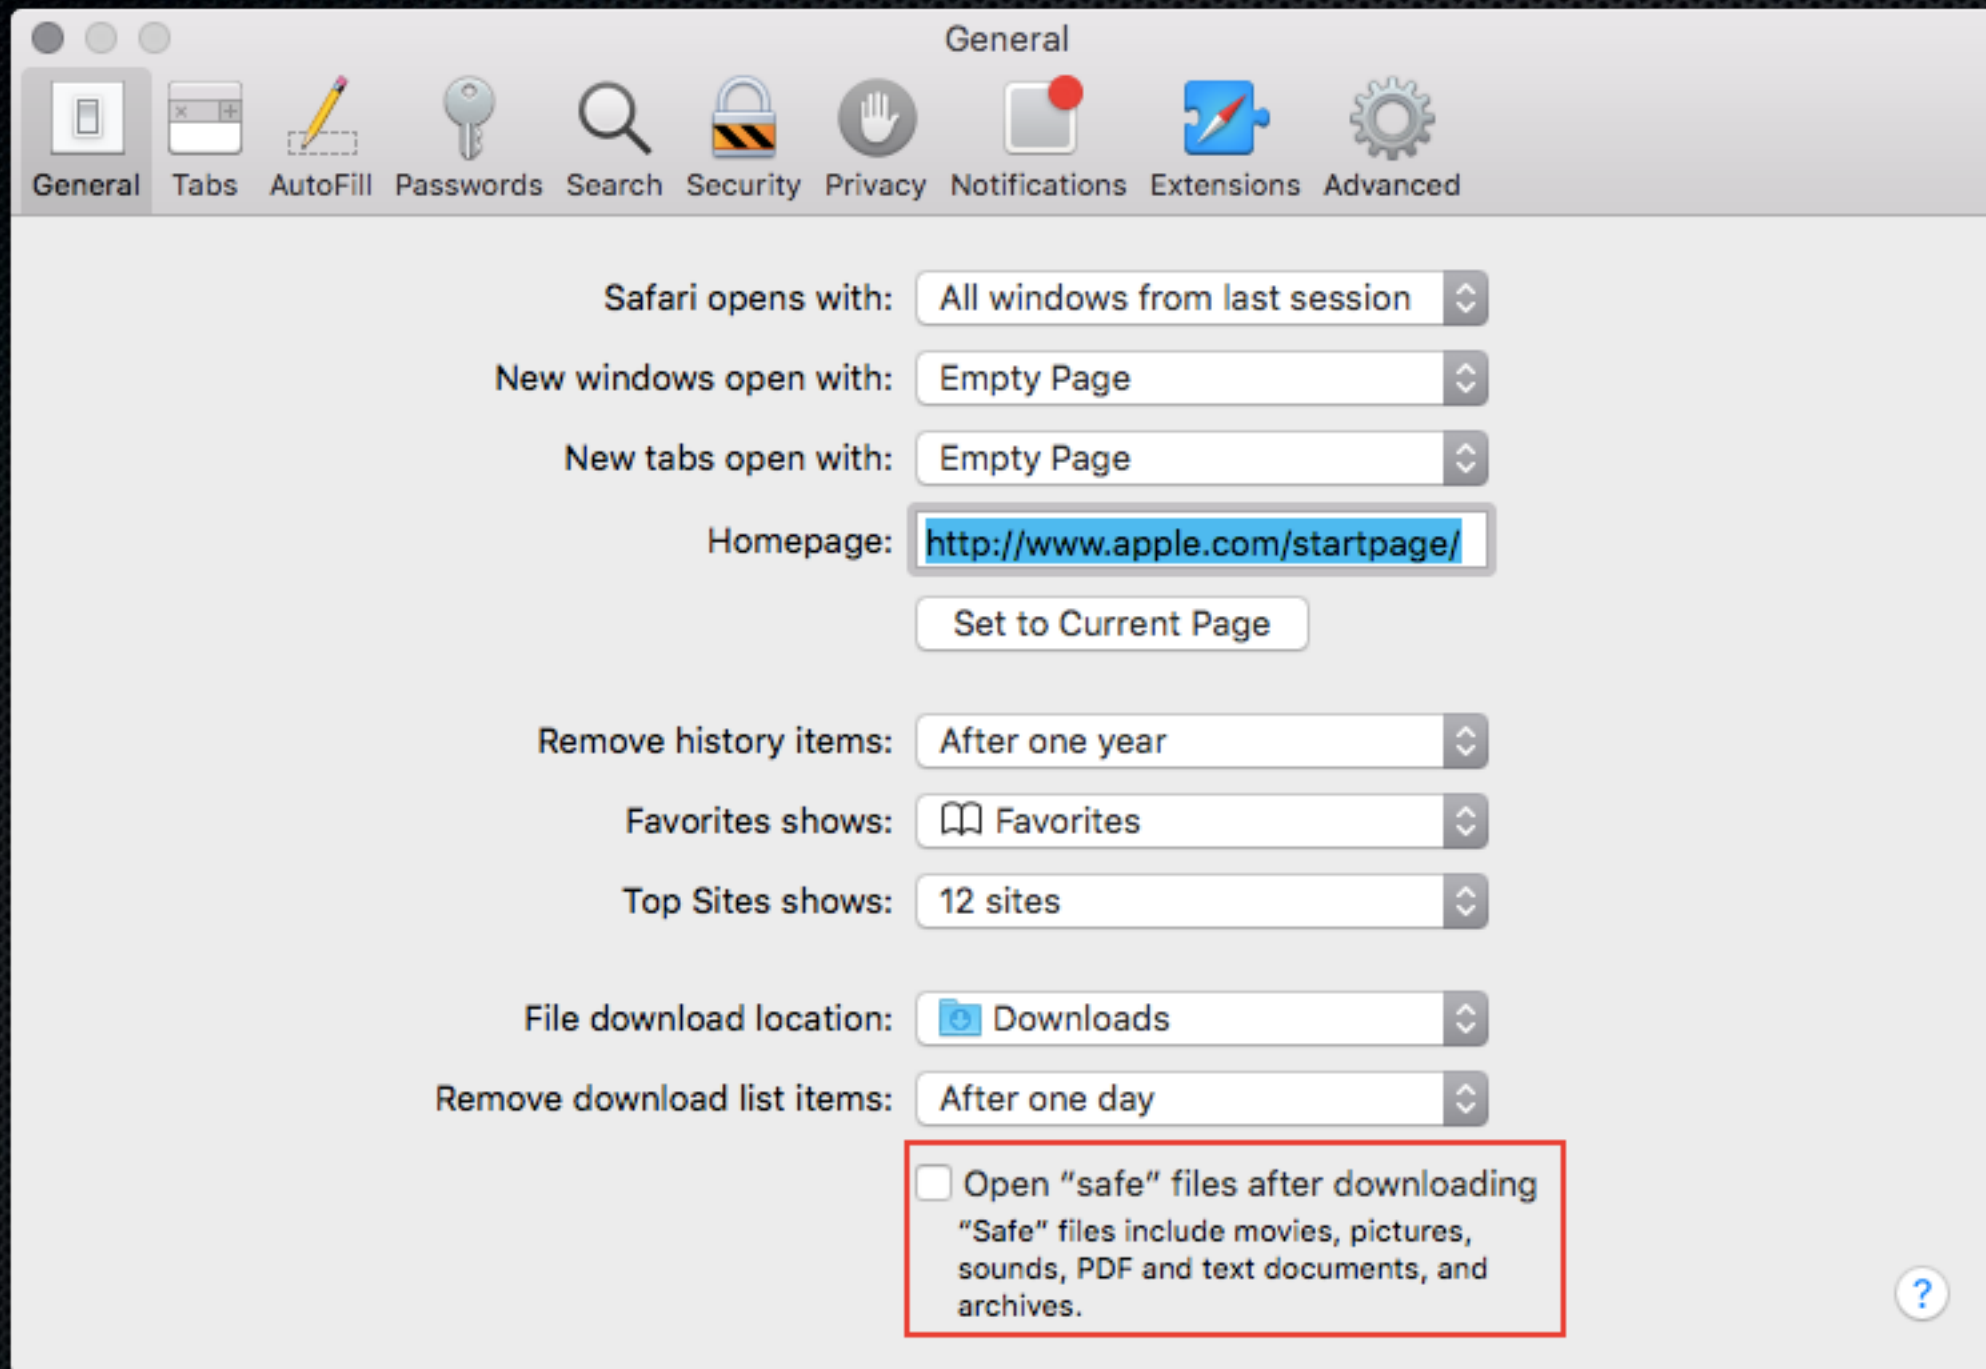 General
General Tabs AutoFill Passwords Search Security Privacy Notifications Extensions Advanced
Safari opens with: All windows from last session
New windows open with: Empty Page
New tabs open with: Empty Page
Homepage: http://www.apple.com/startpage/
Set to Current Page
Remove history items: After one year
Favorites shows: Favorites
Top Sites shows: 12 sites
File download location: Downloads
Remove download list items: After one day
Open “safe” files after downloading
“Safe” files include movies, pictures,
sounds, PDF and text documents, and
archives.
?